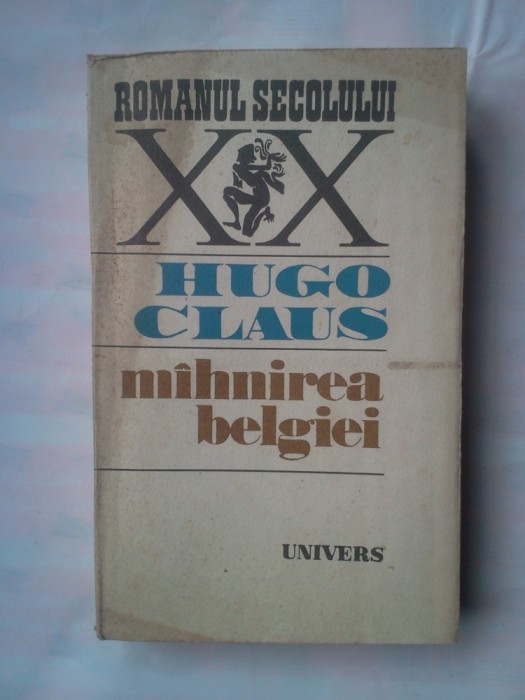 ROMANUL SECOLULUI
XX
HUGO
CLAUS
mîhnirea
belgiei
UNIVERS